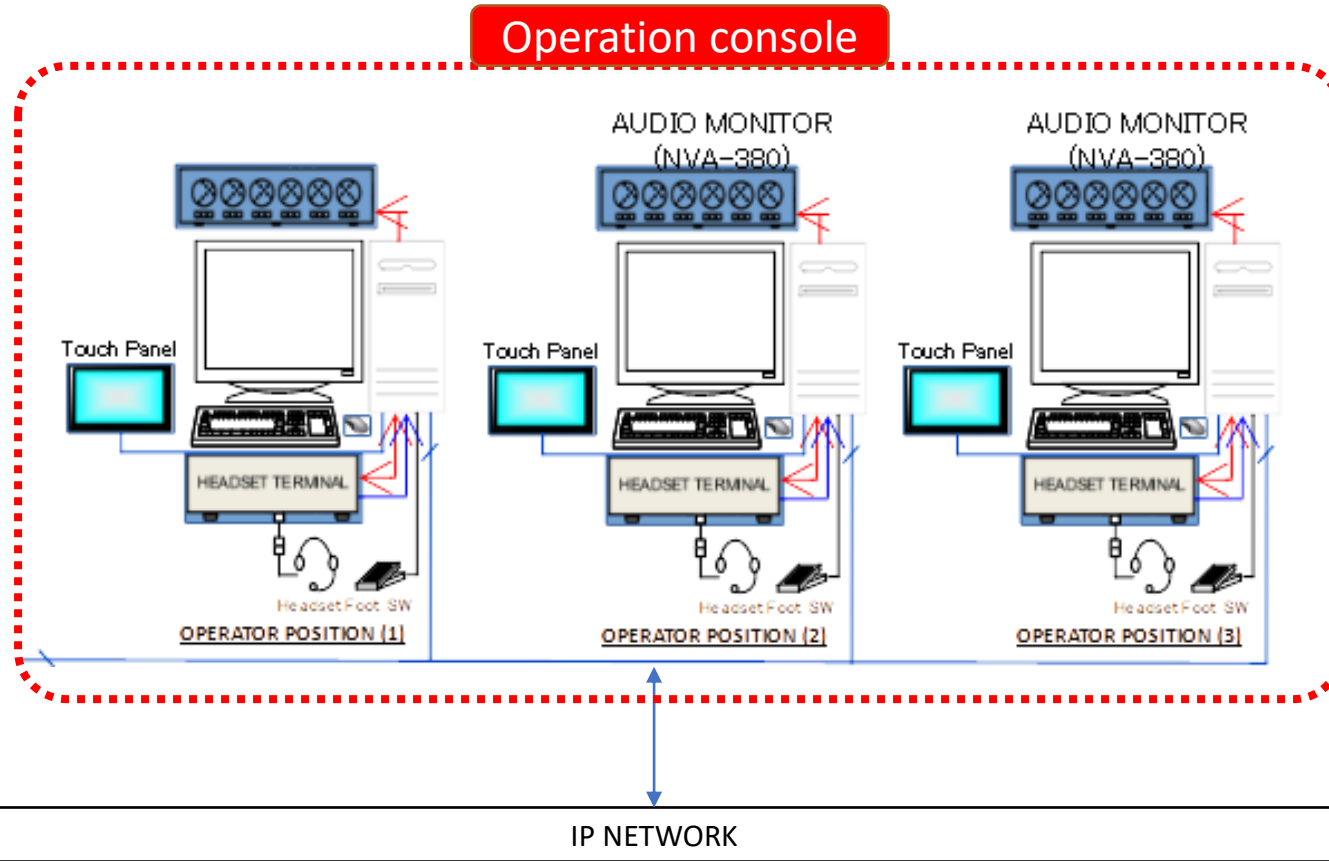 Operation console
AUDIO MONITOR
(NVA-380)
AUDIO MONITOR
(NVA-380)
Touch Panel
Touch Panel
Touch Panel
HEADSET TERMINAL
HEADSET TERMINAL
HEADSET TERMINAL
Headset Foot SW
Headset Foot SW
Headset Foot SW
OPERATOR POSITION (1)
OPERATOR POSITION (2)
OPERATOR POSITION (3)
IP NETWORK